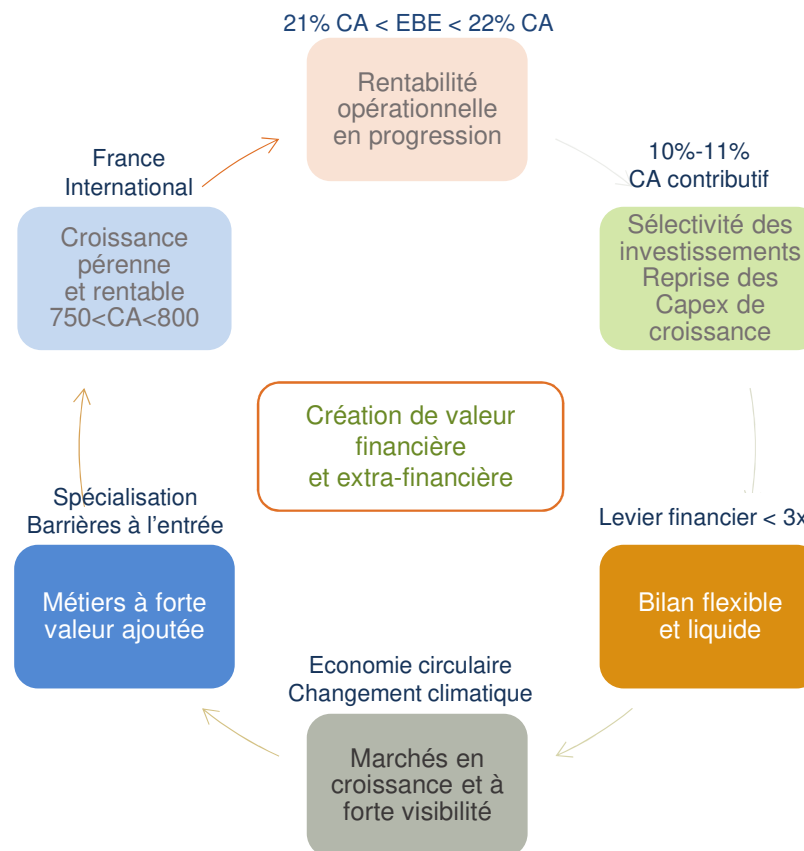 21% CA < EBE < 22% CA
Rentabilité
opérationnelle
en progression
10%-11%
CA contributif
Sélectivité des
investissements
Reprise des
Capex de
croissance
Levier financier < 3x
Bilan flexible
et liquide
Economie circulaire
Changement climatique
Marchés en
croissance et à
forte visibilité
Spécialisation
Barrières à l’entrée
Métiers à forte
valeur ajoutée
France
International
Croissance
pérenne
et rentable
750<CA<800
Création de valeur
financière
et extra-financière